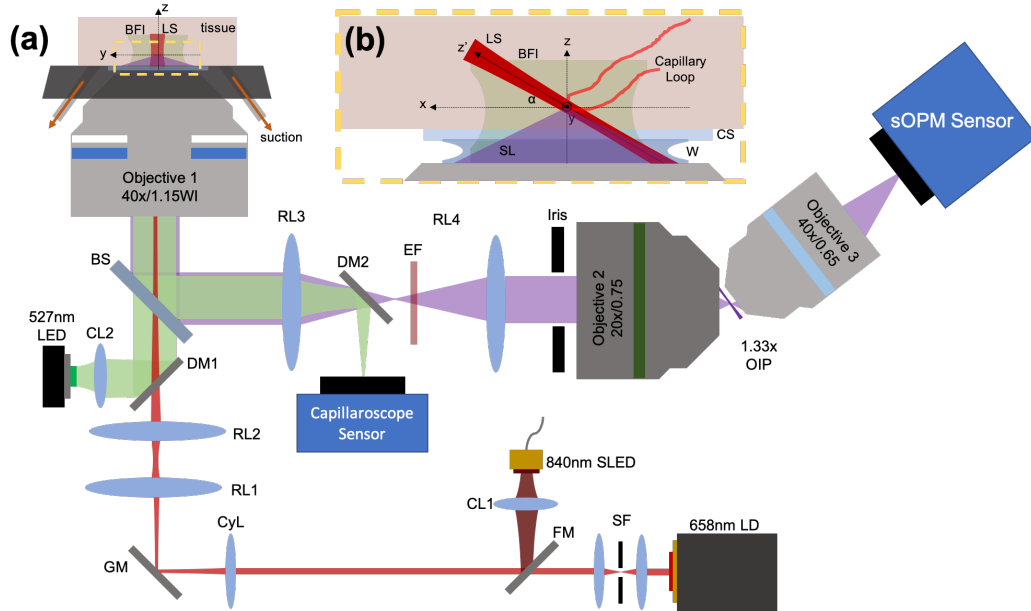 (a)
z
BFI LS
tissue
y
suction
Objective 1
40x/1.15WI
(b)
z' LS
z
BFI
Capillary
Loop
α
x
y
CS
SL
W
sOPM Sensor
Objective 3
40x/0.65
RL3
RL4
Iris
DM2
EF
BS
Objective 2
20x/0.75
527nm
LED
CL2
DM1
1.33x
OIP
Capillaroscope
Sensor
RL2
840nm SLED
RL1
CL1
CyL
FM
SF
658nm LD
GM